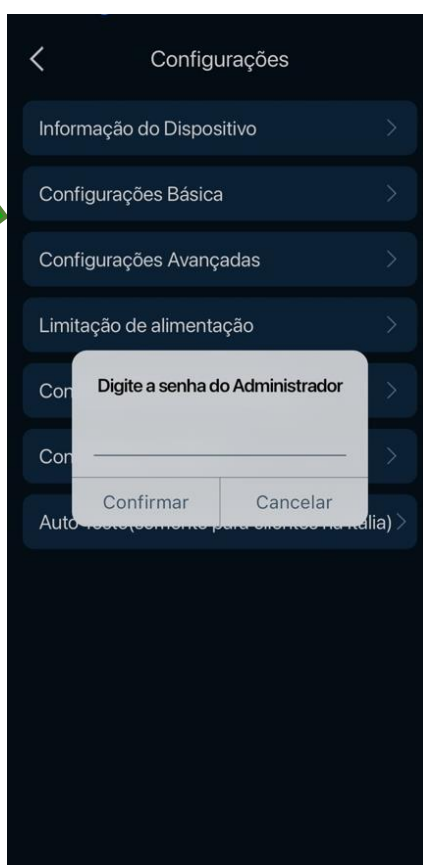 Configurações
Informação do Dispositivo
Configurações Básica
Configurações Avançadas
Limitação de alimentação
Con
Digite a senha do Administrador
Con
Confirmar Cancelar
Auto